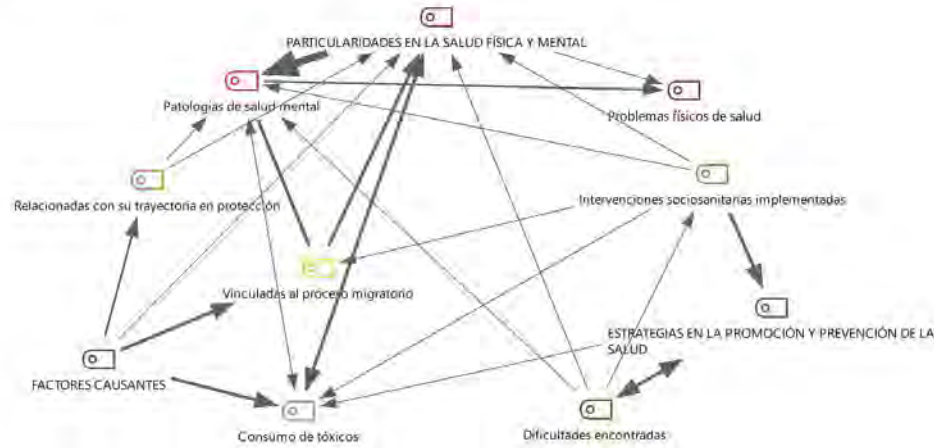 PARTICULARIDADES EN LA SALUD FÍSICA Y MENTAL
Patologías de salud mental
Problemas físicos de salud
Relacionadas con su trayectoria en protección
Intervenciones sociosanitarias implementadas
Vinculadas al proceso migratorio
ESTRATEGIAS EN LA PROMOCIÓN Y PREVENCIÓN DE LA
SALUD
FACTORES CAUSANTES
Consumo de tóxicos
Dificultades encontradas